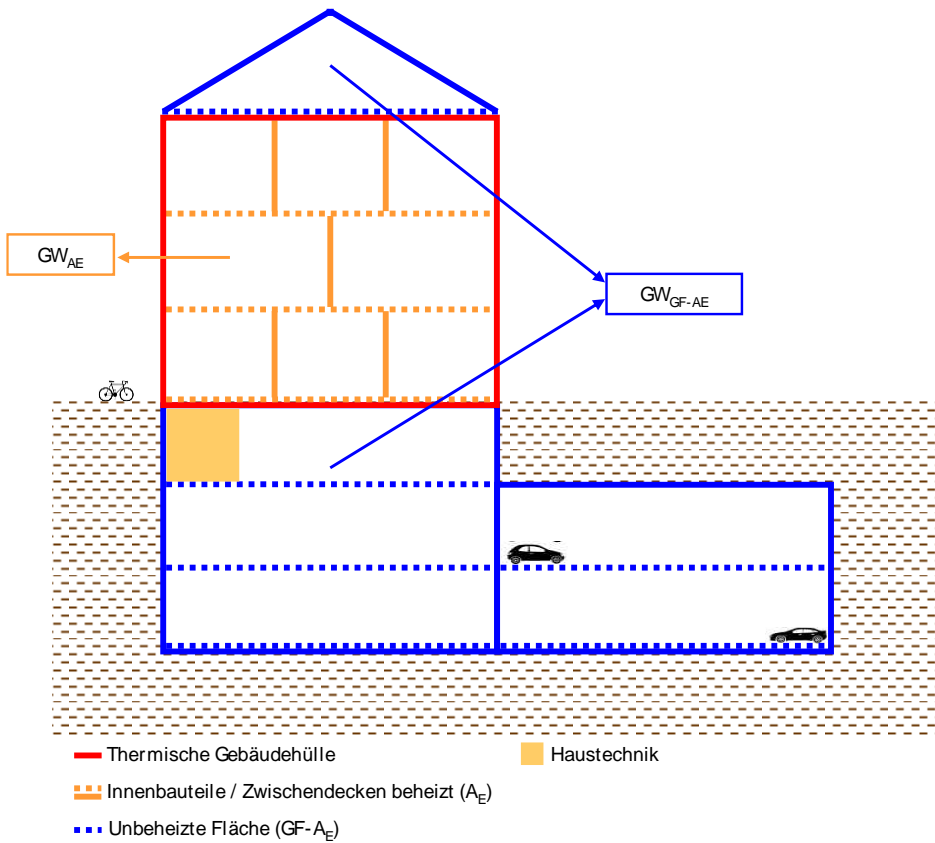 GW_AE
GW_GF-AE
Thermische Gebäudehülle
Haustechnik
Innenbauteile / Zwischendecken beheizt (A_E)
Unbeheizte Fläche (GF-A_E)